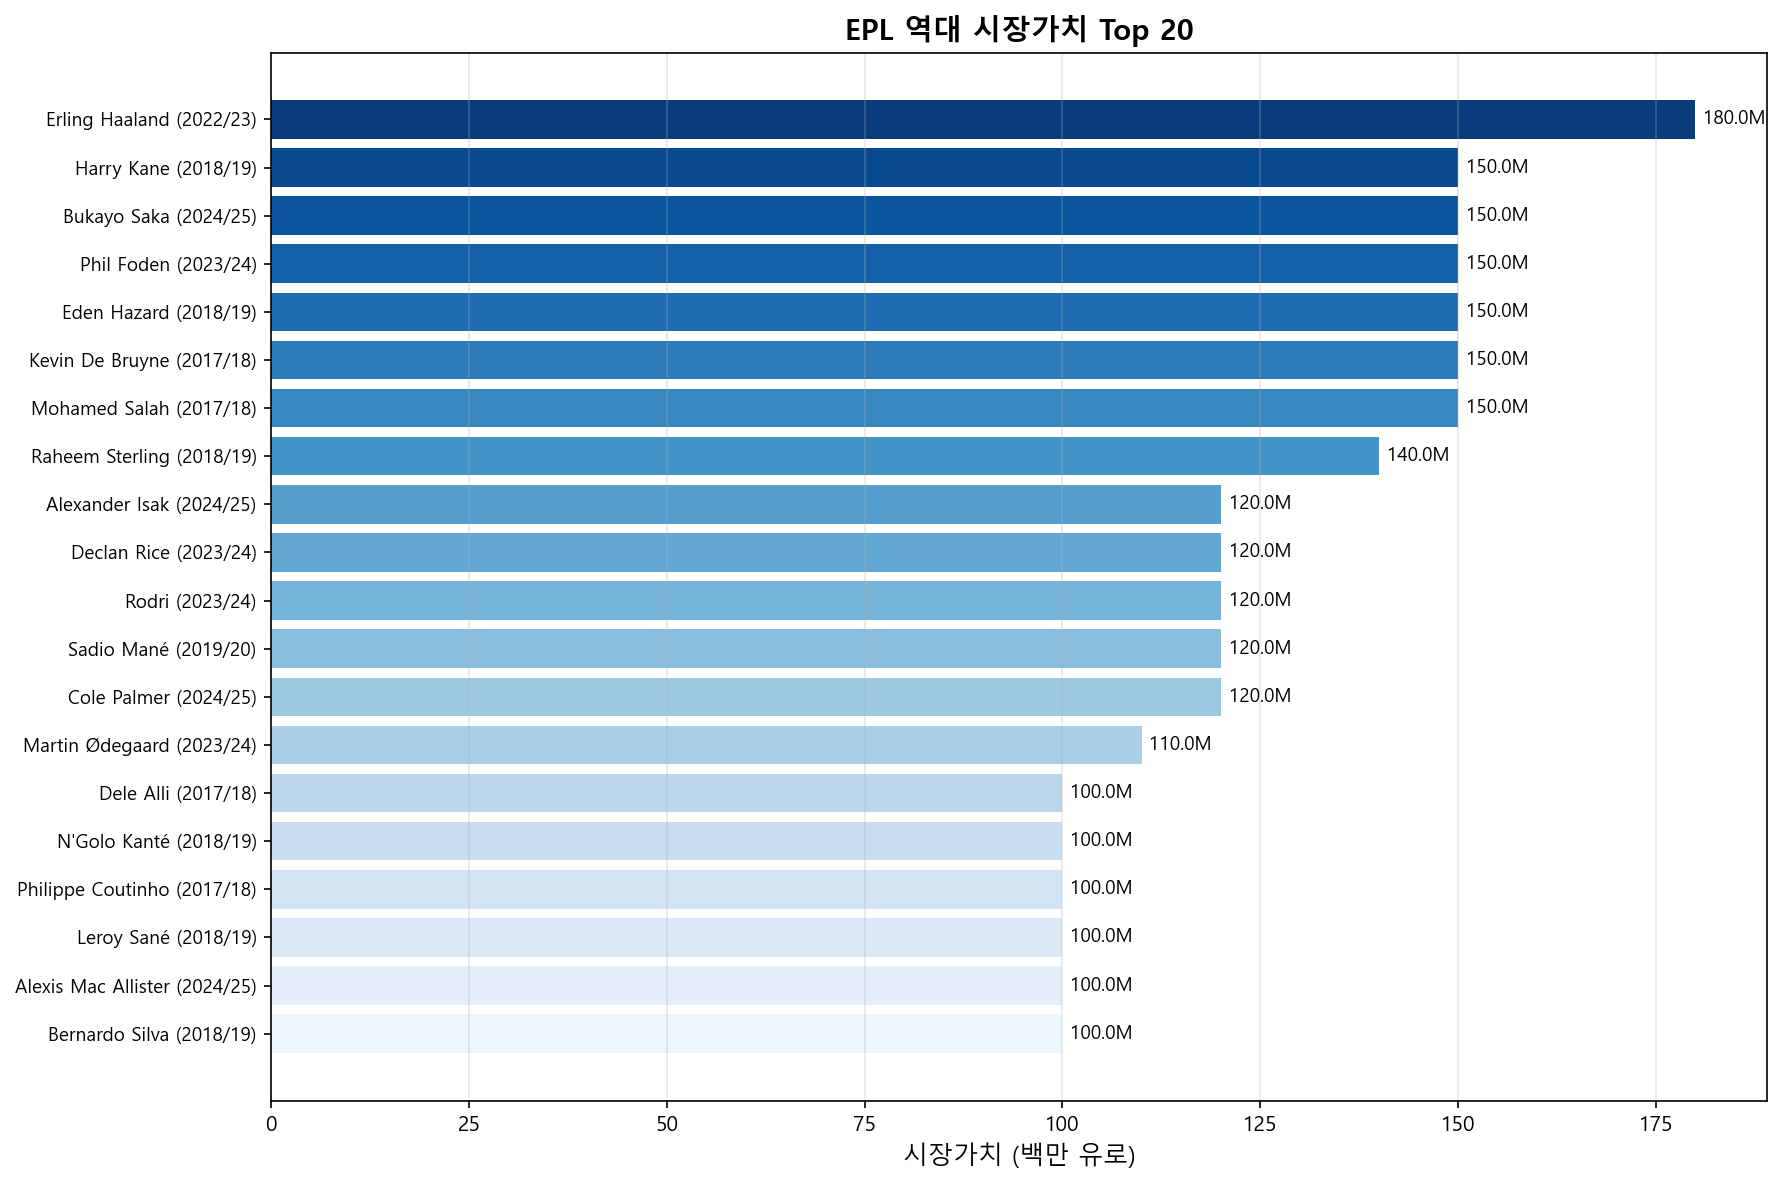 EPL 역대 시장가치 Top 20
Erling Haaland (2022/23) 180.0M
Harry Kane (2018/19) 150.0M
Bukayo Saka (2024/25) 150.0M
Phil Foden (2023/24) 150.0M
Eden Hazard (2018/19) 150.0M
Kevin De Bruyne (2017/18) 150.0M
Mohamed Salah (2017/18) 150.0M
Raheem Sterling (2018/19) 140.0M
Alexander Isak (2024/25) 120.0M
Declan Rice (2023/24) 120.0M
Rodri (2023/24) 120.0M
Sadio Mané (2019/20) 120.0M
Cole Palmer (2024/25) 120.0M
Martin Ødegaard (2023/24) 110.0M
Dele Alli (2017/18) 100.0M
N'Golo Kanté (2018/19) 100.0M
Philippe Coutinho (2017/18) 100.0M
Leroy Sané (2018/19) 100.0M
Alexis Mac Allister (2024/25) 100.0M
Bernardo Silva (2018/19) 100.0M
0 25 50 75 100 125 150 175
시장가치 (백만 유로)